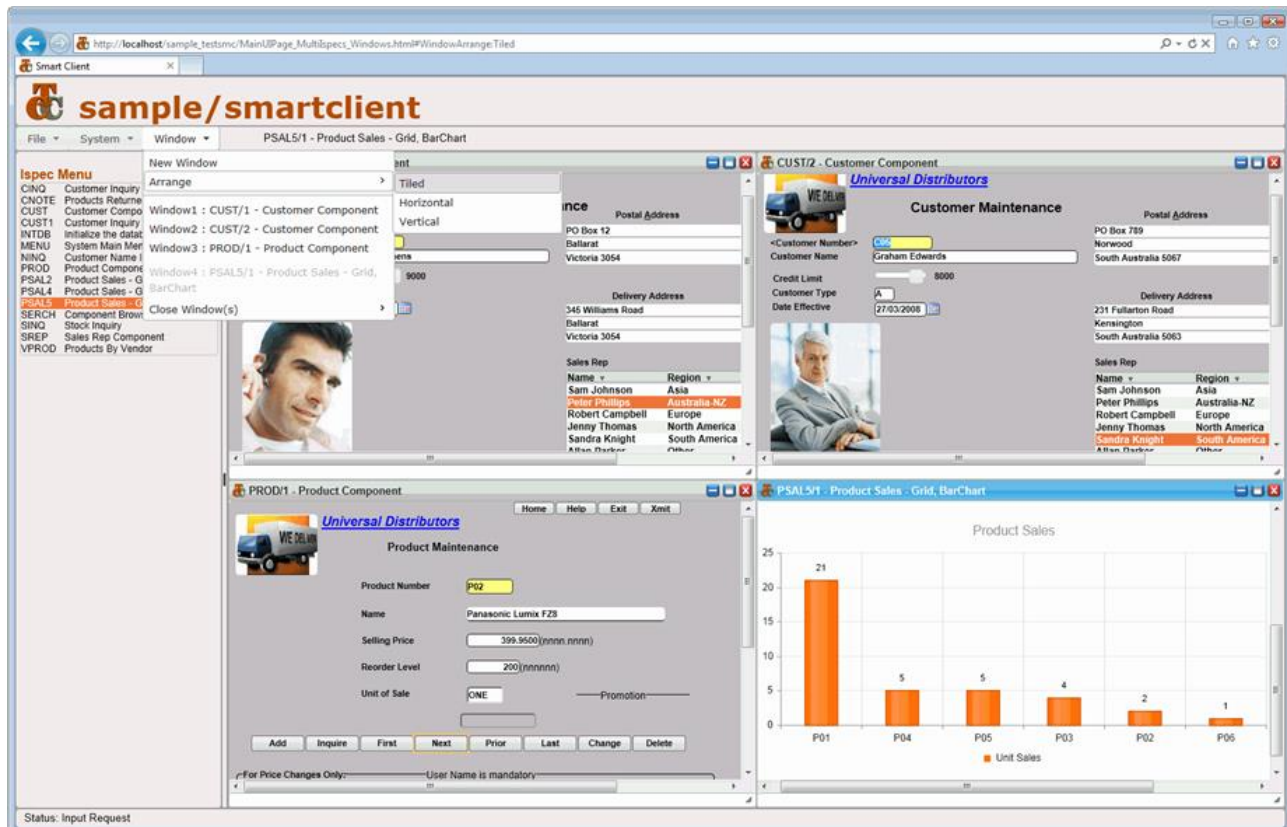 http://localhost/sample_testsmc/MainUIPage_MultiIspecs_Windows.html#WindowArrange:Tiled
Smart Client
sample/smartclient
File System Window PSAL5/1 - Product Sales - Grid, BarChart
Ispec Menu
CINQ Customer Inquiry
CNOTE Products Returne
CUST Customer Compo
CUST1 Customer Inquiry
INTDB Initialize the datab
MENU System Main Men
NINQ Customer Name I
PROD Product Compone
PSAL2 Product Sales - G
PSAL4 Product Sales - G
PSAL5 Product Sales - G
SERCH Component Brow
SINQ Stock Inquiry
SREP Sales Rep Component
VPROD Products By Vendor
New Window
Arrange
Window1 : CUST/1 - Customer Component
Window2 : CUST/2 - Customer Component
Window3 : PROD/1 - Product Component
Window4 : PSAL5/1 - Product Sales - Grid,
BarChart
Close Window(s)
Tiled
Horizontal
Vertical
ent
nce
Postal Address
PO Box 12
Ballarat
Victoria 3054
ens
9000
Delivery Address
345 Williams Road
Ballarat
Victoria 3054
Sales Rep
Name Region
Sam Johnson Asia
Peter Phillips Australia-NZ
Robert Campbell Europe
Jenny Thomas North America
Sandra Knight South America
Allan Parker Other
CUST/2 - Customer Component
Universal Distributors
WE DELIV
Customer Maintenance
Postal Address
<Customer Number> C05
PO Box 789
Customer Name Graham Edwards
Norwood
South Australia 5067
Credit Limit 8000
Customer Type A
Delivery Address
Date Effective 27/03/2008
231 Fullarton Road
Kensington
South Australia 5063
Sales Rep
Name Region
Sam Johnson Asia
Peter Phillips Australia-NZ
Robert Campbell Europe
Jenny Thomas North America
Sandra Knight South America
Allan Parker Other
PROD/1 - Product Component
Home Help Exit Xmit
Universal Distributors
WE DELIV
Product Maintenance
Product Number P02
Name Panasonic Lumix FZ8
Selling Price 399.9500 (nnnn.nnnn)
Reorder Level 200 (nnnnnn)
Unit of Sale ONE Promotion
Add Inquire First Next Prior Last Change Delete
For Price Changes Only: User Name is mandatory
PSAL5/1 - Product Sales - Grid, BarChart
Product Sales
25
20
15
10
5
0
21
5
5
4
2
1
P01 P04 P05 P03 P02 P06
Unit Sales
Status: Input Request